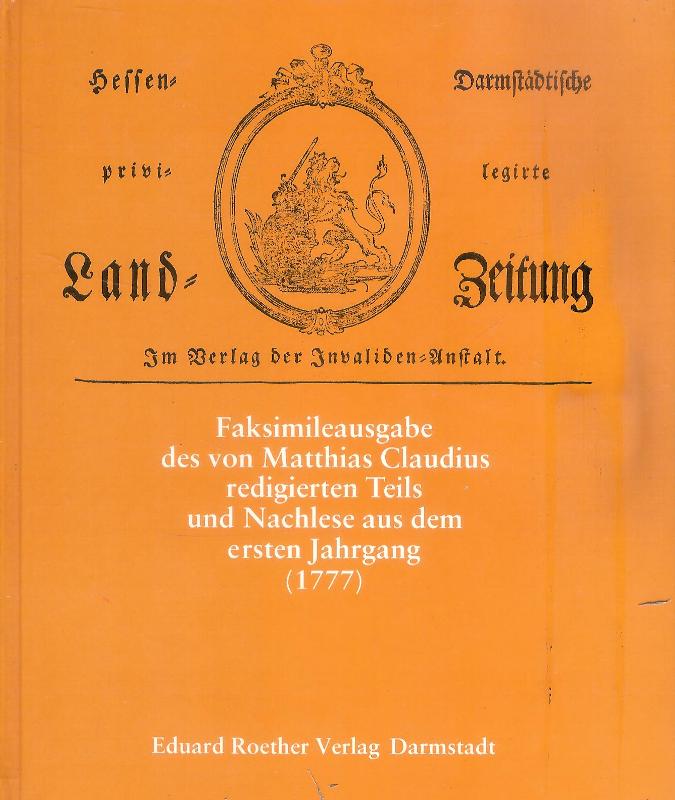 Hessen- Darmstädtische
privi- legirte
Land- Zeitung
Im Verlag der Invaliden-Anstalt.
Faksimileausgabe
des von Matthias Claudius
redigierten Teils
und Nachlese aus dem
ersten Jahrgang
(1777)
Eduard Roether Verlag Darmstadt